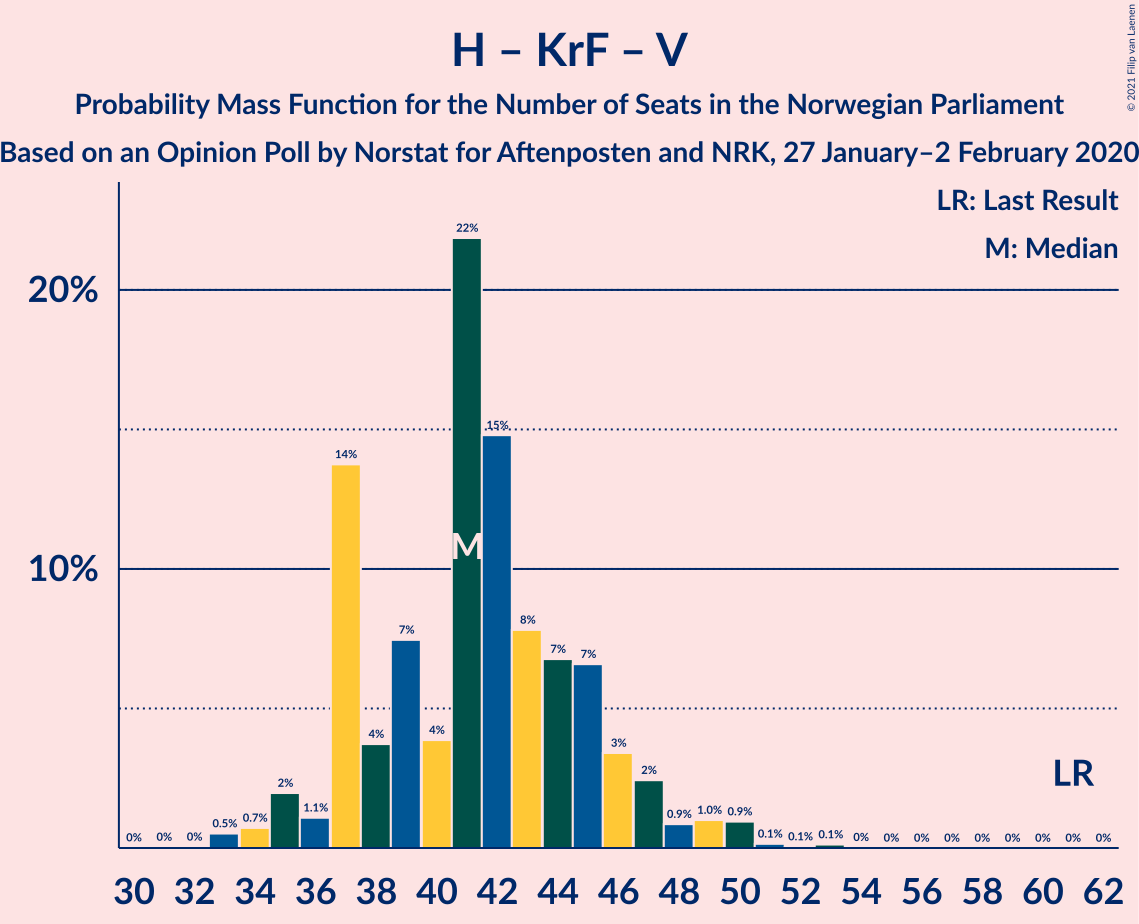 H – KrF – V
Probability Mass Function for the Number of Seats in the Norwegian Parliament
Based on an Opinion Poll by Norstat for Aftenposten and NRK, 27 January–2 February 2020
© 2021 Filip van Laenen
LR: Last Result
M: Median
20%
10%
0% 0% 0% 0.5% 0.7% 2% 1.1% 14% 4% 7% 4% 22% 15% 8% 7% 7% 3% 2% 0.9% 1.0% 0.9% 0.1% 0.1% 0.1% 0% 0% 0% 0% 0% 0% 0% 0% 0%
M
LR
30 32 34 36 38 40 42 44 46 48 50 52 54 56 58 60 62